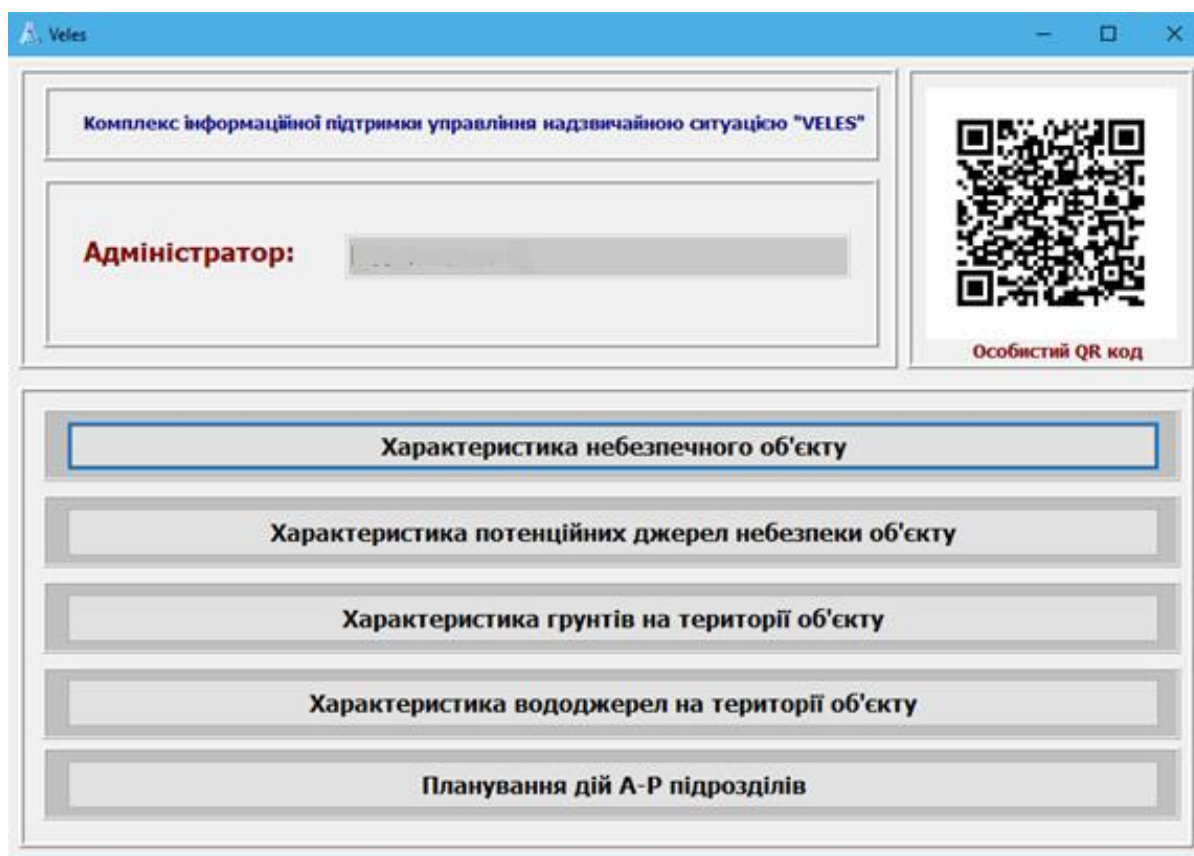 Veles
Комплекс інформаційної підтримки управління надзвичайною ситуацією "VELES"
Адміністратор:
Особистий QR код
Характеристика небезпечного об'єкту
Характеристика потенційних джерел небезпеки об'єкту
Характеристика грунтів на території об'єкту
Характеристика вододжерел на території об'єкту
Планування дій А-Р підрозділів